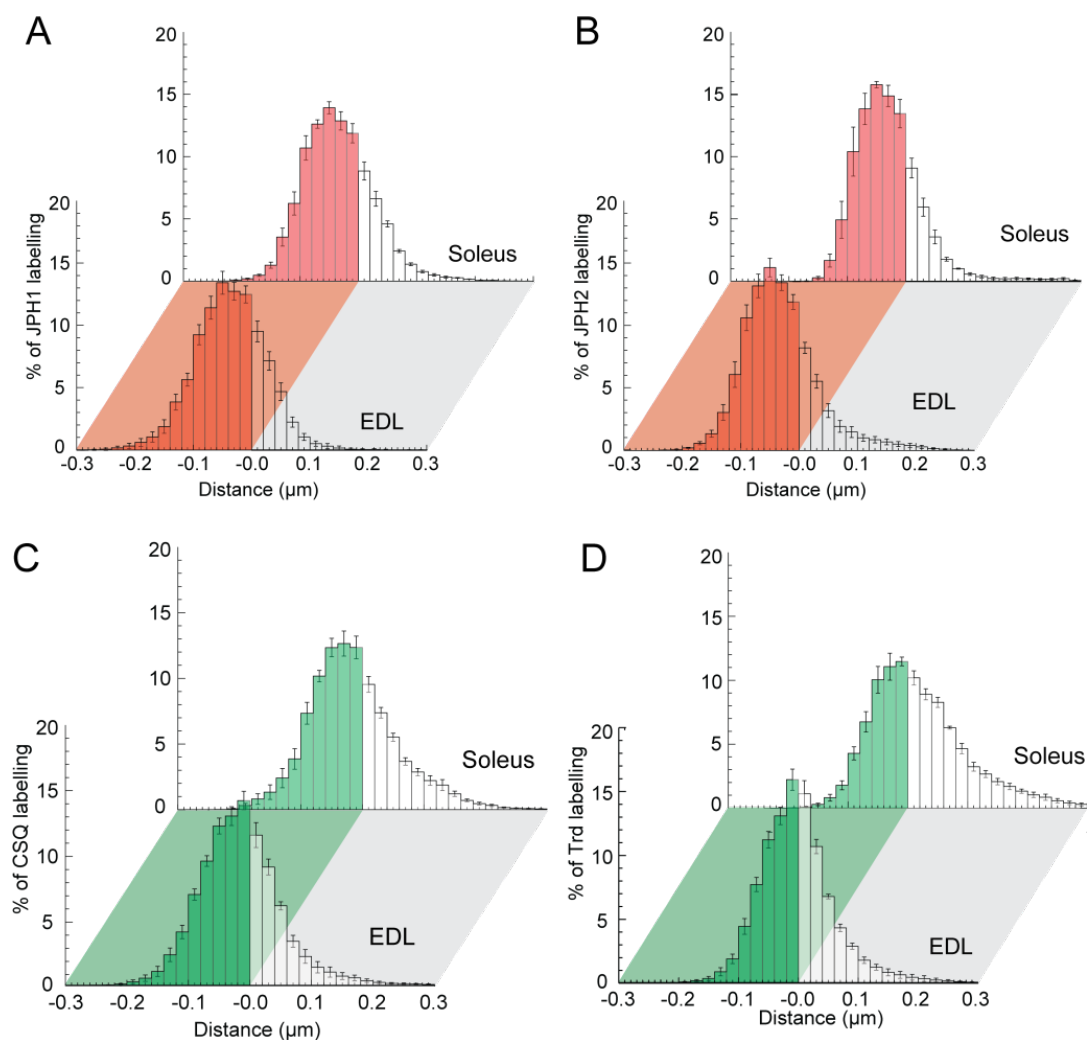 A
20
15
10
5
0
Soleus
% of JPH1 labelling
20
15
10
5
0
EDL
-0.3 -0.2 -0.1 -0.0 0.1 0.2 0.3
Distance (µm)
B
20
15
10
5
0
Soleus
% of JPH2 labelling
20
15
10
5
0
EDL
-0.3 -0.2 -0.1 -0.0 0.1 0.2 0.3
Distance (µm)
C
20
15
10
5
0
Soleus
% of CSQ labelling
20
15
10
5
0
EDL
-0.3 -0.2 -0.1 -0.0 0.1 0.2 0.3
Distance (µm)
D
20
15
10
5
0
Soleus
% of Trd labelling
20
15
10
5
0
EDL
-0.3 -0.2 -0.1 -0.0 0.1 0.2 0.3
Distance (µm)